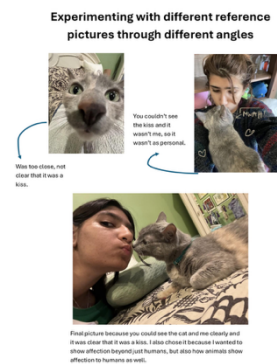 Experimenting with different reference
pictures through different angles
You couldn't see
the kiss and it
wasn't me, so it
wasn't as personal.
Was too close, not
clear that it was a
kiss.
Final picture because you could see the cat and me clearly and
it was clear that it was a kiss. I also chose it because I wanted to
show affection beyond just humans, but also how animals show
affection to humans as well.